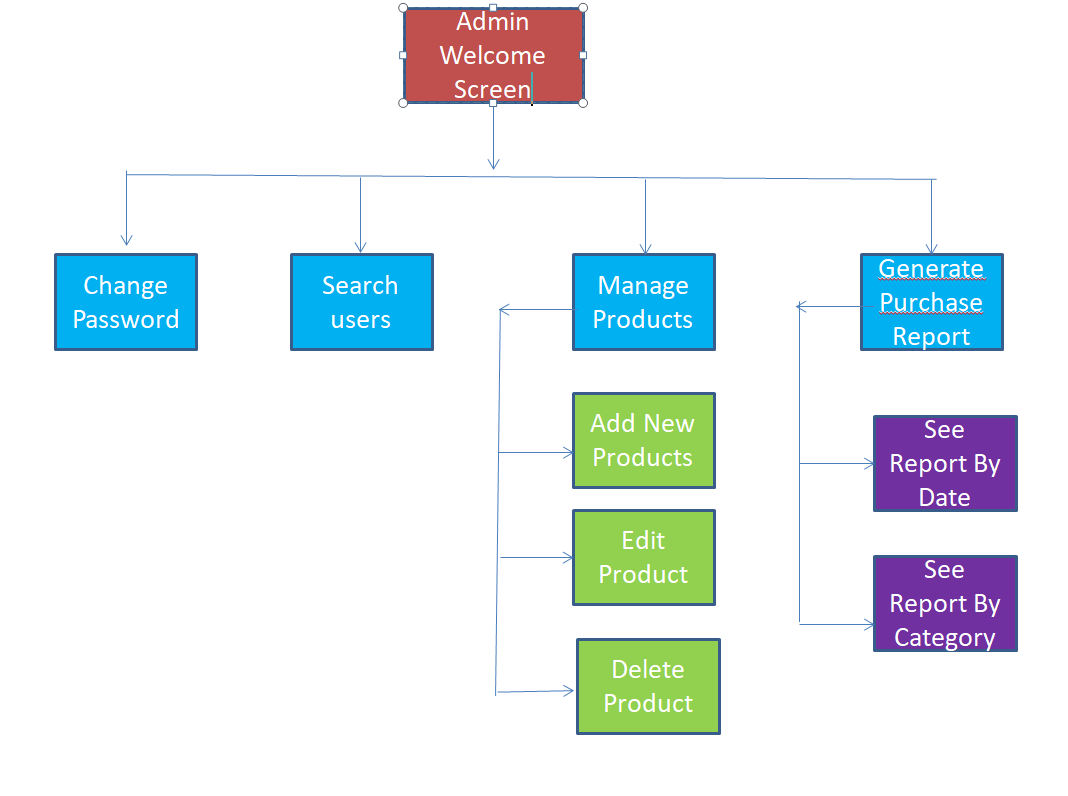 Admin
Welcome
Screen
Change
Password
Search
users
Manage
Products
Generate
Purchase
Report
Add New
Products
Edit
Product
Delete
Product
See
Report By
Date
See
Report By
Category